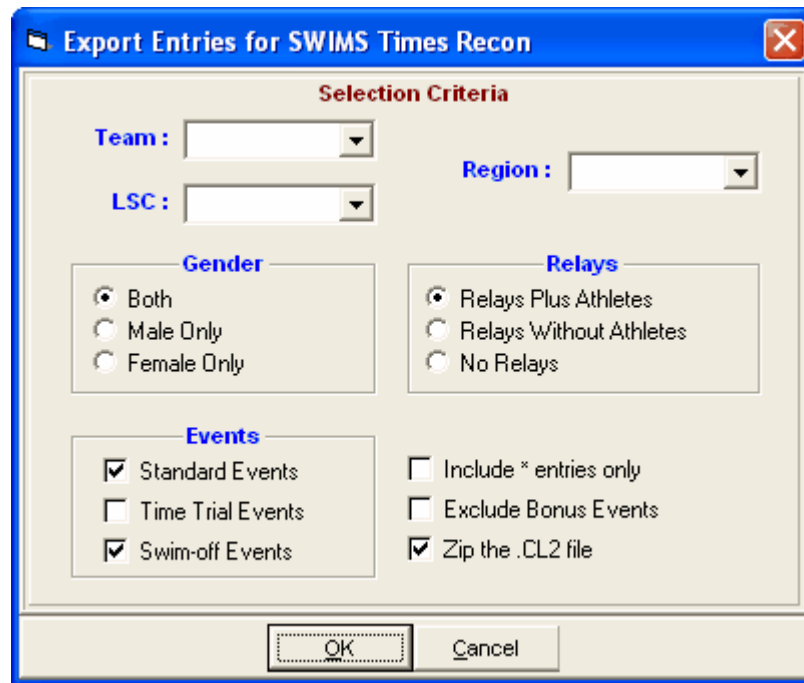 Export Entries for SWIMS Times Recon
Selection Criteria
Team :
Region :
LSC :
Gender
Both
Male Only
Female Only
Relays
Relays Plus Athletes
Relays Without Athletes
No Relays
Events
Standard Events
Time Trial Events
Swim-off Events
Include * entries only
Exclude Bonus Events
Zip the .CL2 file
OK
Cancel